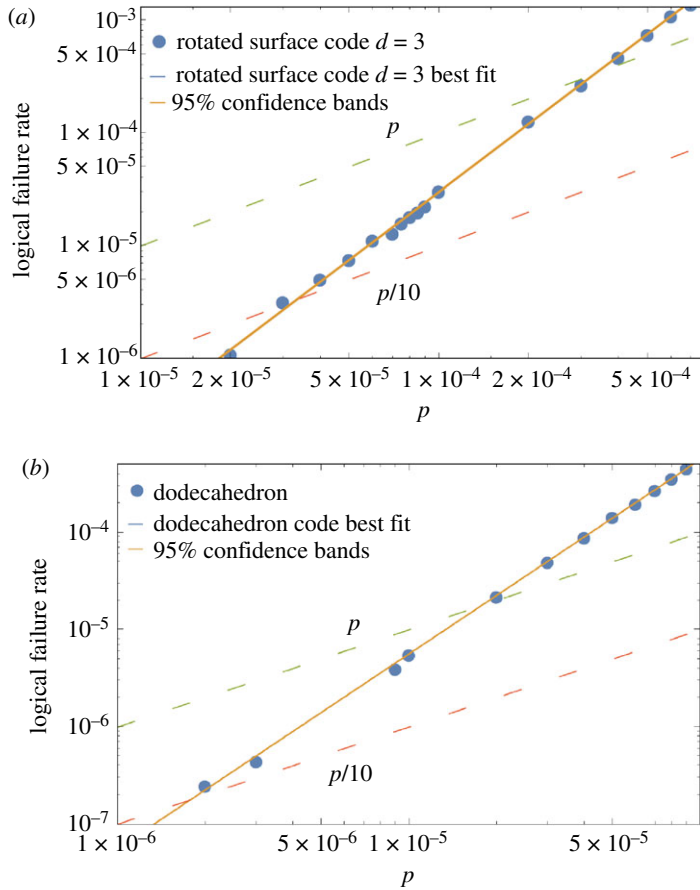 (a)
10⁻³
5 × 10⁻⁴
1 × 10⁻⁴
5 × 10⁻⁵
1 × 10⁻⁵
5 × 10⁻⁶
1 × 10⁻⁶
logical failure rate
rotated surface code d = 3
rotated surface code d = 3 best fit
95% confidence bands
p
p/10
1 × 10⁻⁵
2 × 10⁻⁵
5 × 10⁻⁵
1 × 10⁻⁴
2 × 10⁻⁴
5 × 10⁻⁴
p
(b)
10⁻⁴
10⁻⁵
10⁻⁶
10⁻⁷
logical failure rate
dodecahedron
dodecahedron code best fit
95% confidence bands
p
p/10
1 × 10⁻⁶
5 × 10⁻⁶
1 × 10⁻⁵
5 × 10⁻⁵
p